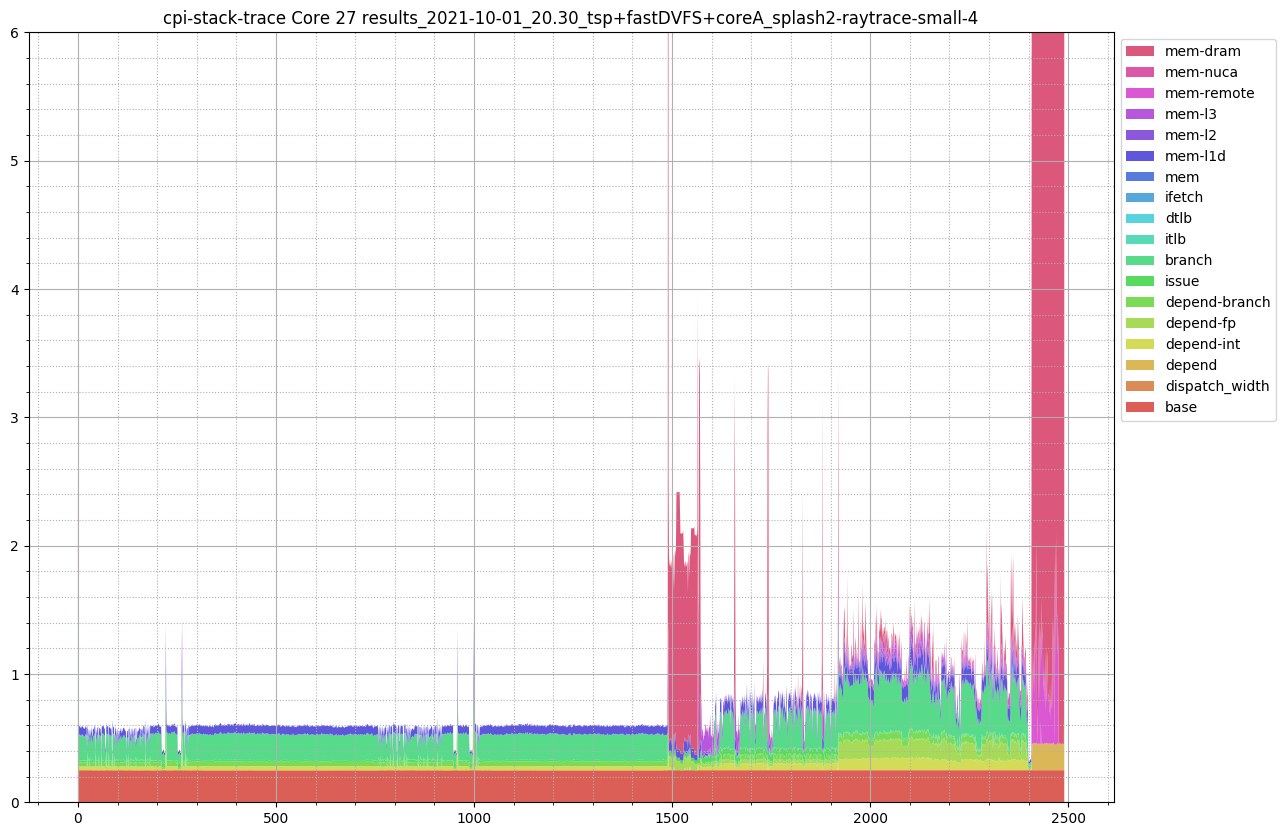 cpi-stack-trace Core 27 results_2021-10-01_20.30_tsp+fastDVFS+coreA_splash2-raytrace-small-4
6
5
4
3
2
1
0
0 500 1000 1500 2000 2500
mem-dram
mem-nuca
mem-remote
mem-l3
mem-l2
mem-l1d
mem
ifetch
dtlb
itlb
branch
issue
depend-branch
depend-fp
depend-int
depend
dispatch_width
base